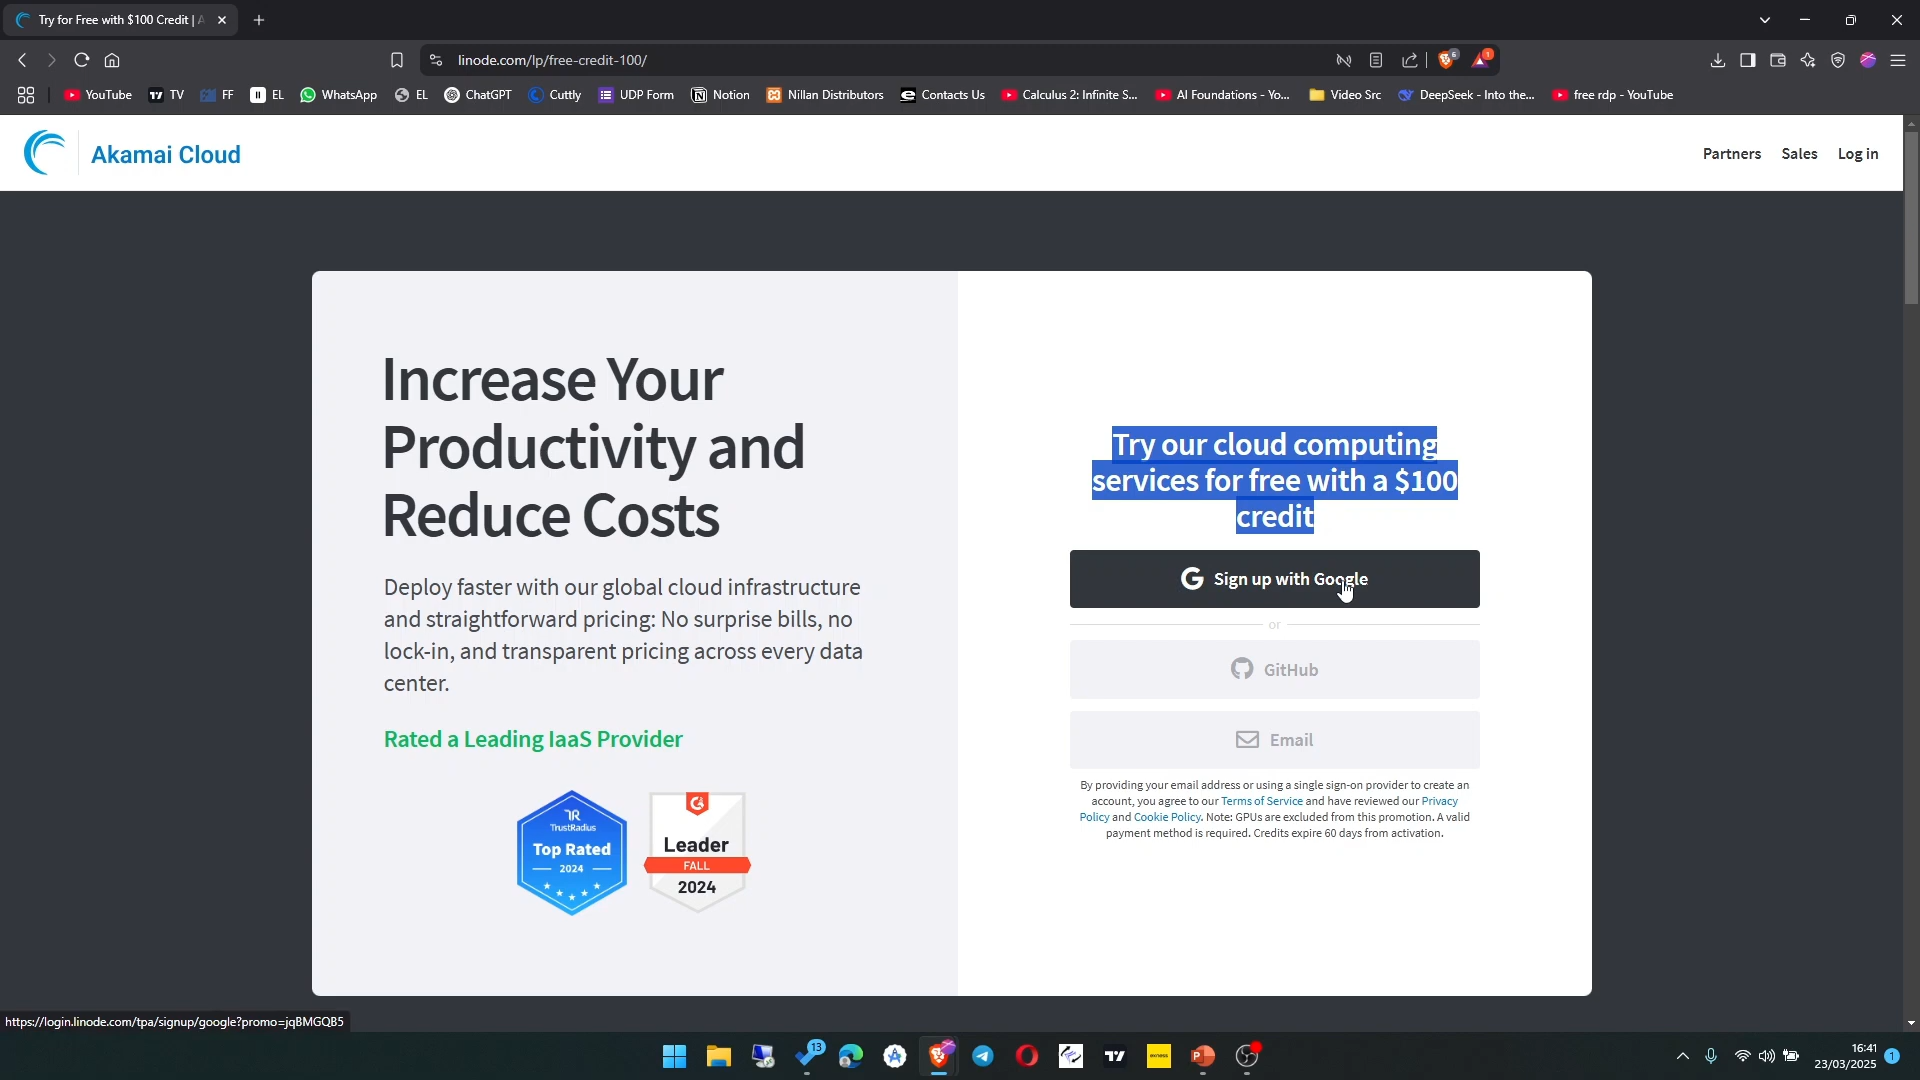 Try for Free with $100 Credit | A
linode.com/lp/free-credit-100/
6
1
YouTube
TV
FF
EL
WhatsApp
EL
ChatGPT
Cuttly
UDP Form
Notion
Nillan Distributors
Contacts Us
Calculus 2: Infinite S...
AI Foundations - Yo...
Video Src
DeepSeek - Into the...
free rdp - YouTube
Akamai Cloud
Partners
Sales
Log in
Increase Your
Productivity and
Reduce Costs
Deploy faster with our global cloud infrastructure
and straightforward pricing: No surprise bills, no
lock-in, and transparent pricing across every data
center.
Rated a Leading IaaS Provider
TR
TrustRadius
Top Rated
2024
Leader
FALL
2024
Try our cloud computing
services for free with a $100
credit
Sign up with Google
or
GitHub
Email
By providing your email address or using a single sign-on provider to create an
account, you agree to our Terms of Service and have reviewed our Privacy
Policy and Cookie Policy. Note: GPUs are excluded from this promotion. A valid
payment method is required. Credits expire 60 days from activation.
https://login.linode.com/tpa/signup/google?promo=jqBMGQB5
13
exness
16:41
23/03/2025
1